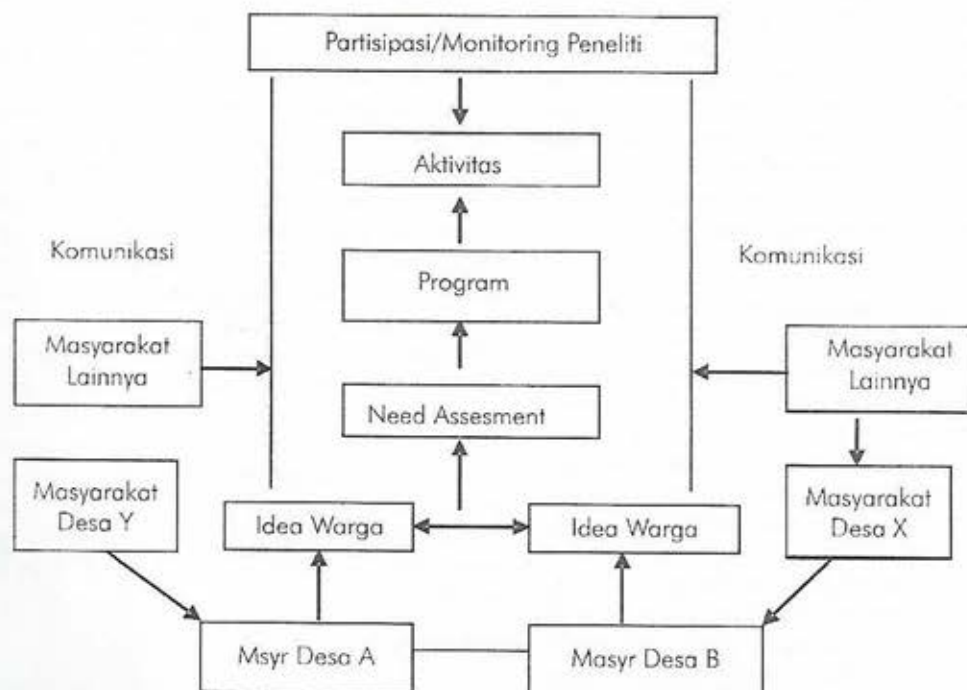 Partisipasi/Monitoring Peneliti
Aktivitas
Komunikasi
Program
Komunikasi
Masyarakat
Lainnya
Masyarakat
Lainnya
Need Assesment
Masyarakat
Desa Y
Masyarakat
Desa X
Idea Warga
Idea Warga
Msyr Desa A
Masyr Desa B